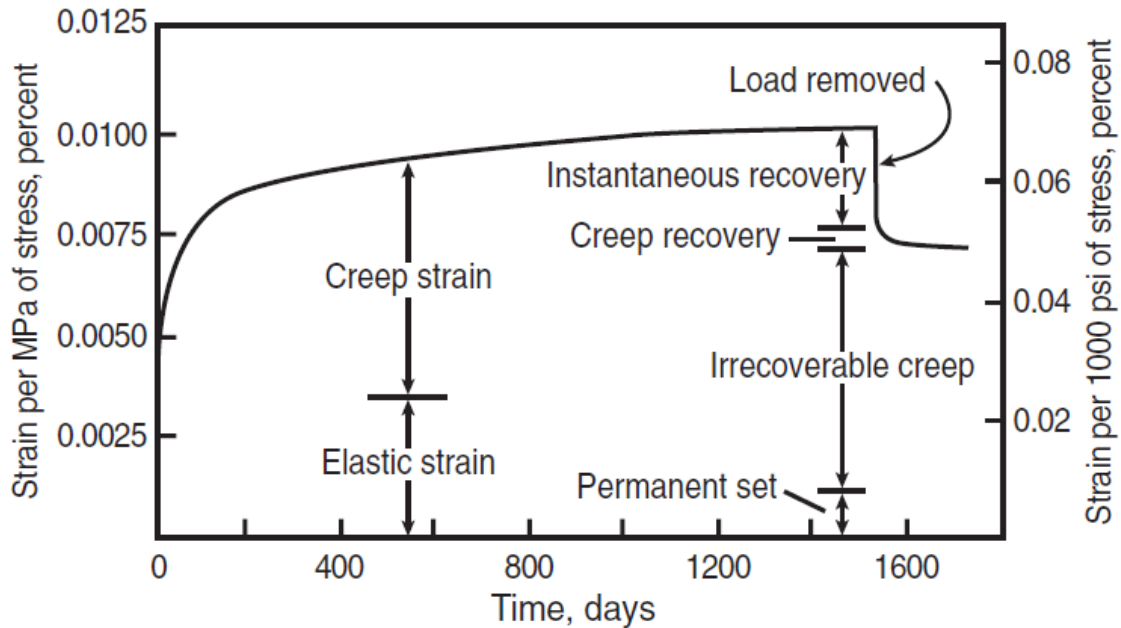 Strain per MPa of stress, percent
0.0125
0.0100
0.0075
0.0050
0.0025
0.08
0.06
0.04
0.02
Strain per 1000 psi of stress, percent
Load removed
Instantaneous recovery
Creep recovery
Creep strain
Irrecoverable creep
Elastic strain
Permanent set
0 400 800 1200 1600
Time, days